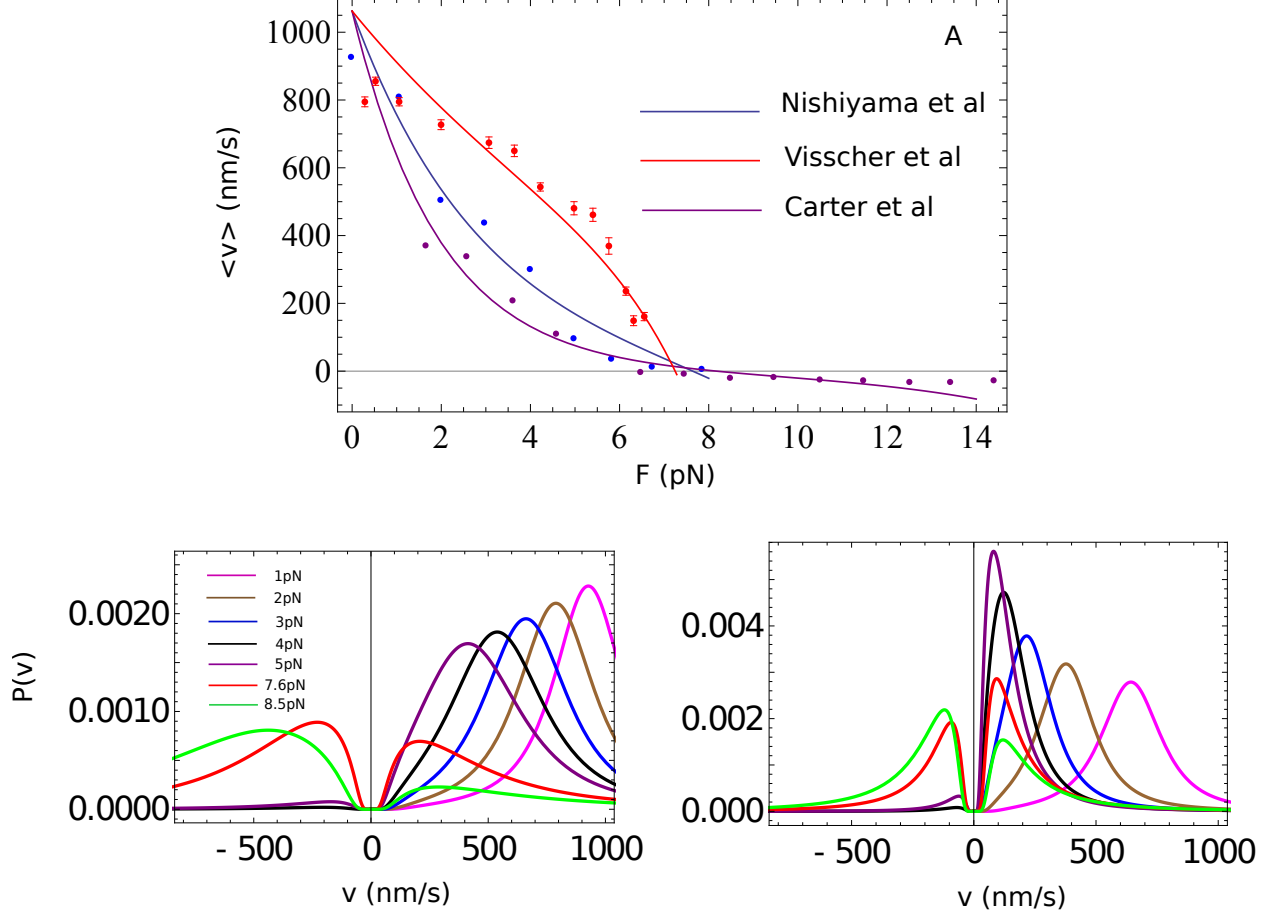 A
1000
800
600
400
200
0
<v> (nm/s)
Nishiyama et al
Visscher et al
Carter et al
0 2 4 6 8 10 12 14
F (pN)
P(v)
0.0020
0.0010
0.0000
1pN
2pN
3pN
4pN
5pN
7.6pN
8.5pN
- 500 0 500 1000
v (nm/s)
0.004
0.002
0.000
- 500 0 500 1000
v (nm/s)